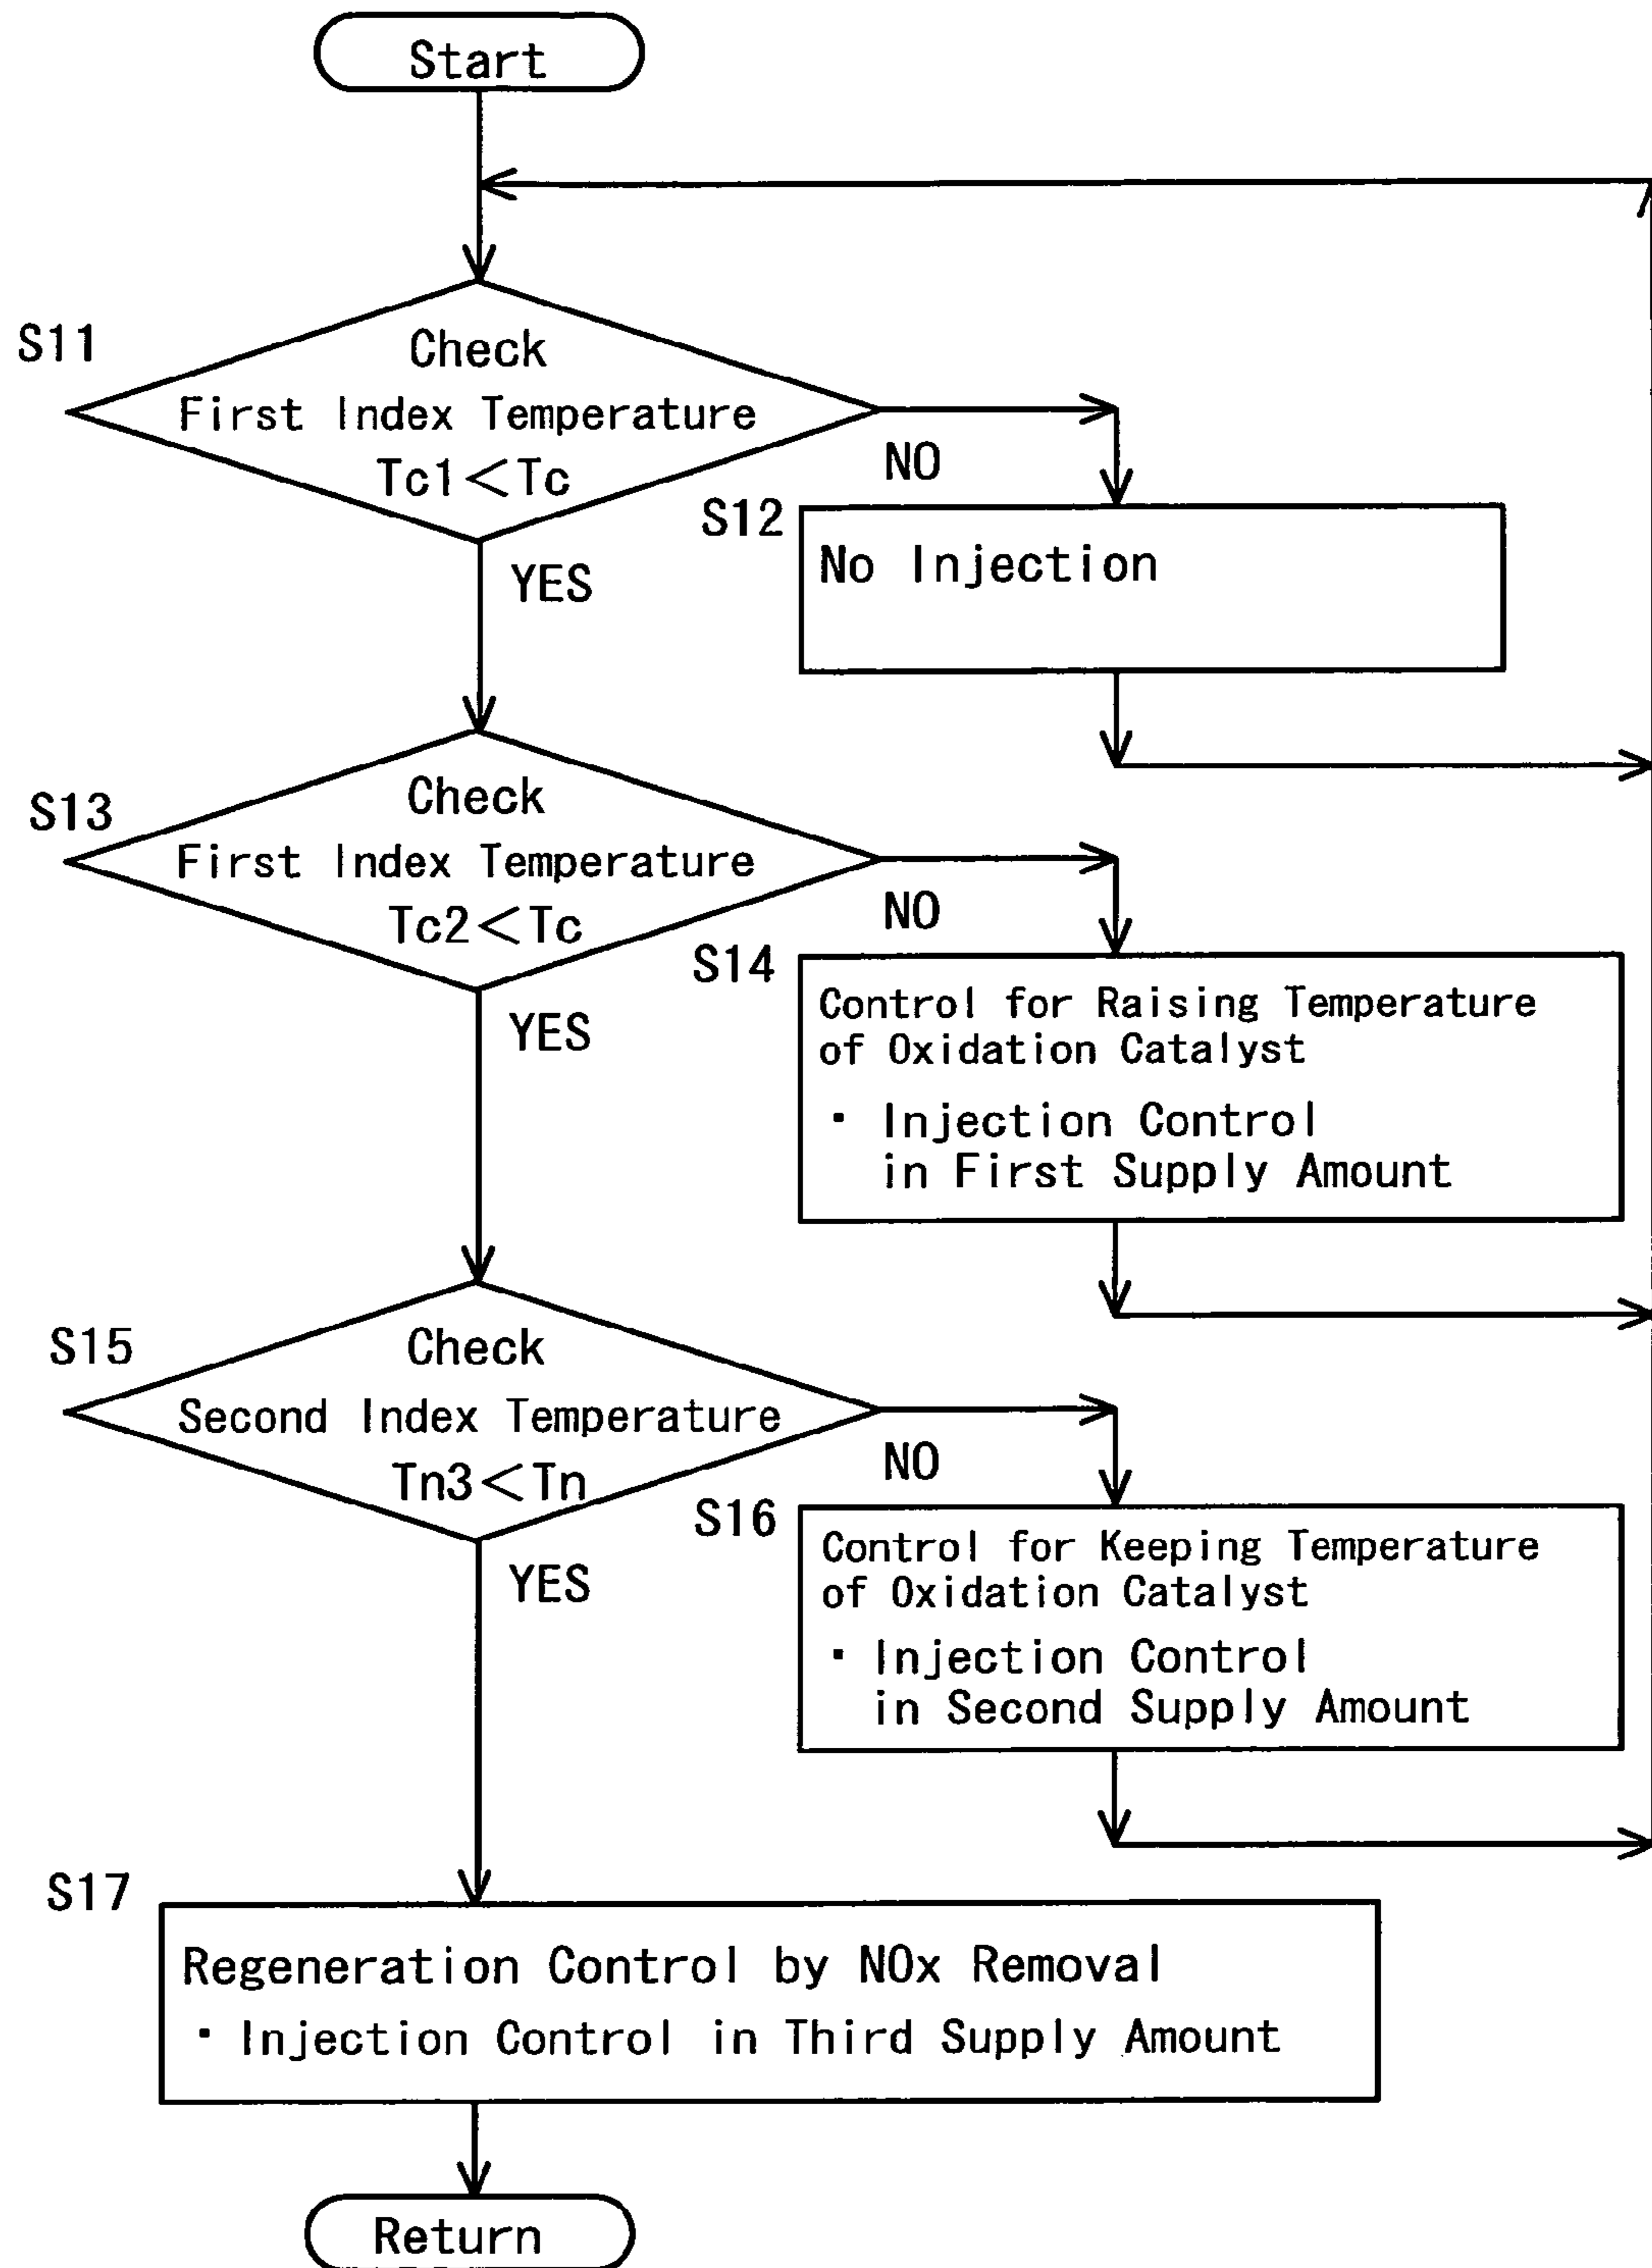 Start
S11
Check
First Index Temperature
Tc1<Tc
NO
S12
No Injection
YES
S13
Check
First Index Temperature
Tc2<Tc
NO
S14
Control for Raising Temperature
of Oxidation Catalyst
・ Injection Control
in First Supply Amount
YES
S15
Check
Second Index Temperature
Tn3<Tn
NO
S16
Control for Keeping Temperature
of Oxidation Catalyst
・ Injection Control
in Second Supply Amount
YES
S17
Regeneration Control by NOx Removal
・ Injection Control in Third Supply Amount
Return